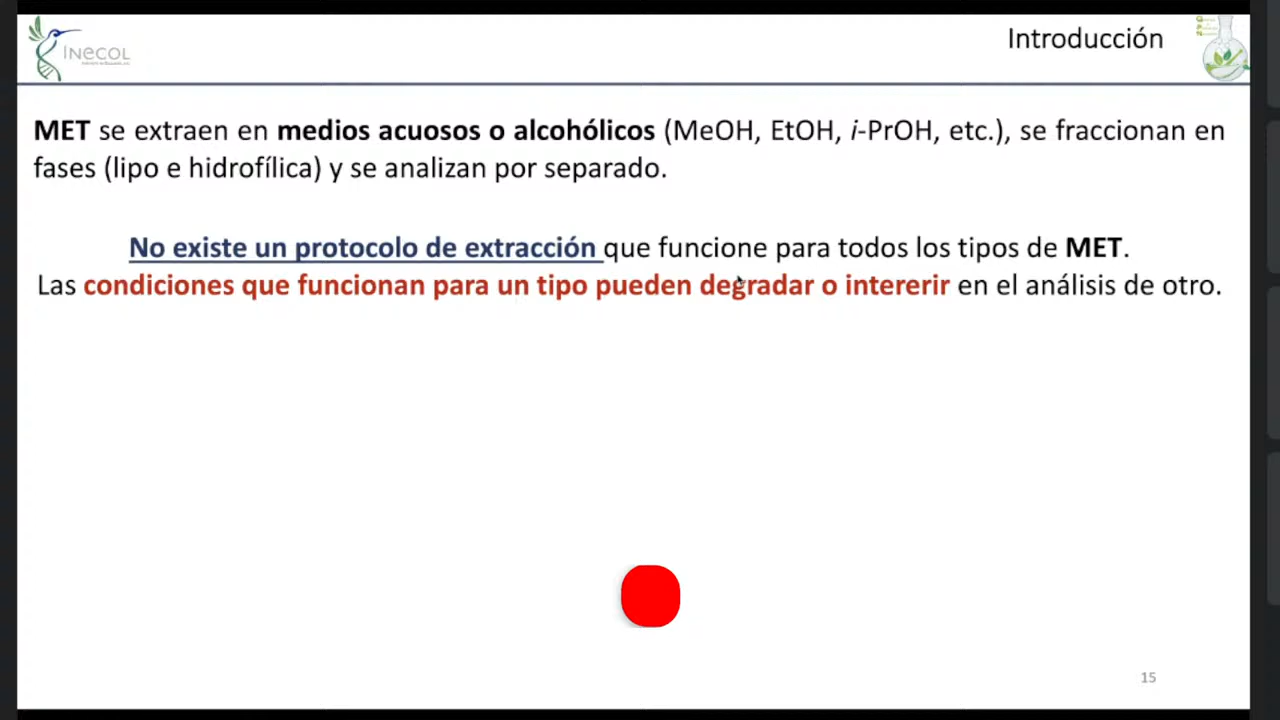 INECOL
Introducción
MET se extraen en medios acuosos o alcohólicos (MeOH, EtOH, i-PrOH, etc.), se fraccionan en
fases (lipo e hidrofílica) y se analizan por separado.
No existe un protocolo de extracción que funcione para todos los tipos de MET.
Las condiciones que funcionan para un tipo pueden degradar o intererir en el análisis de otro.
15